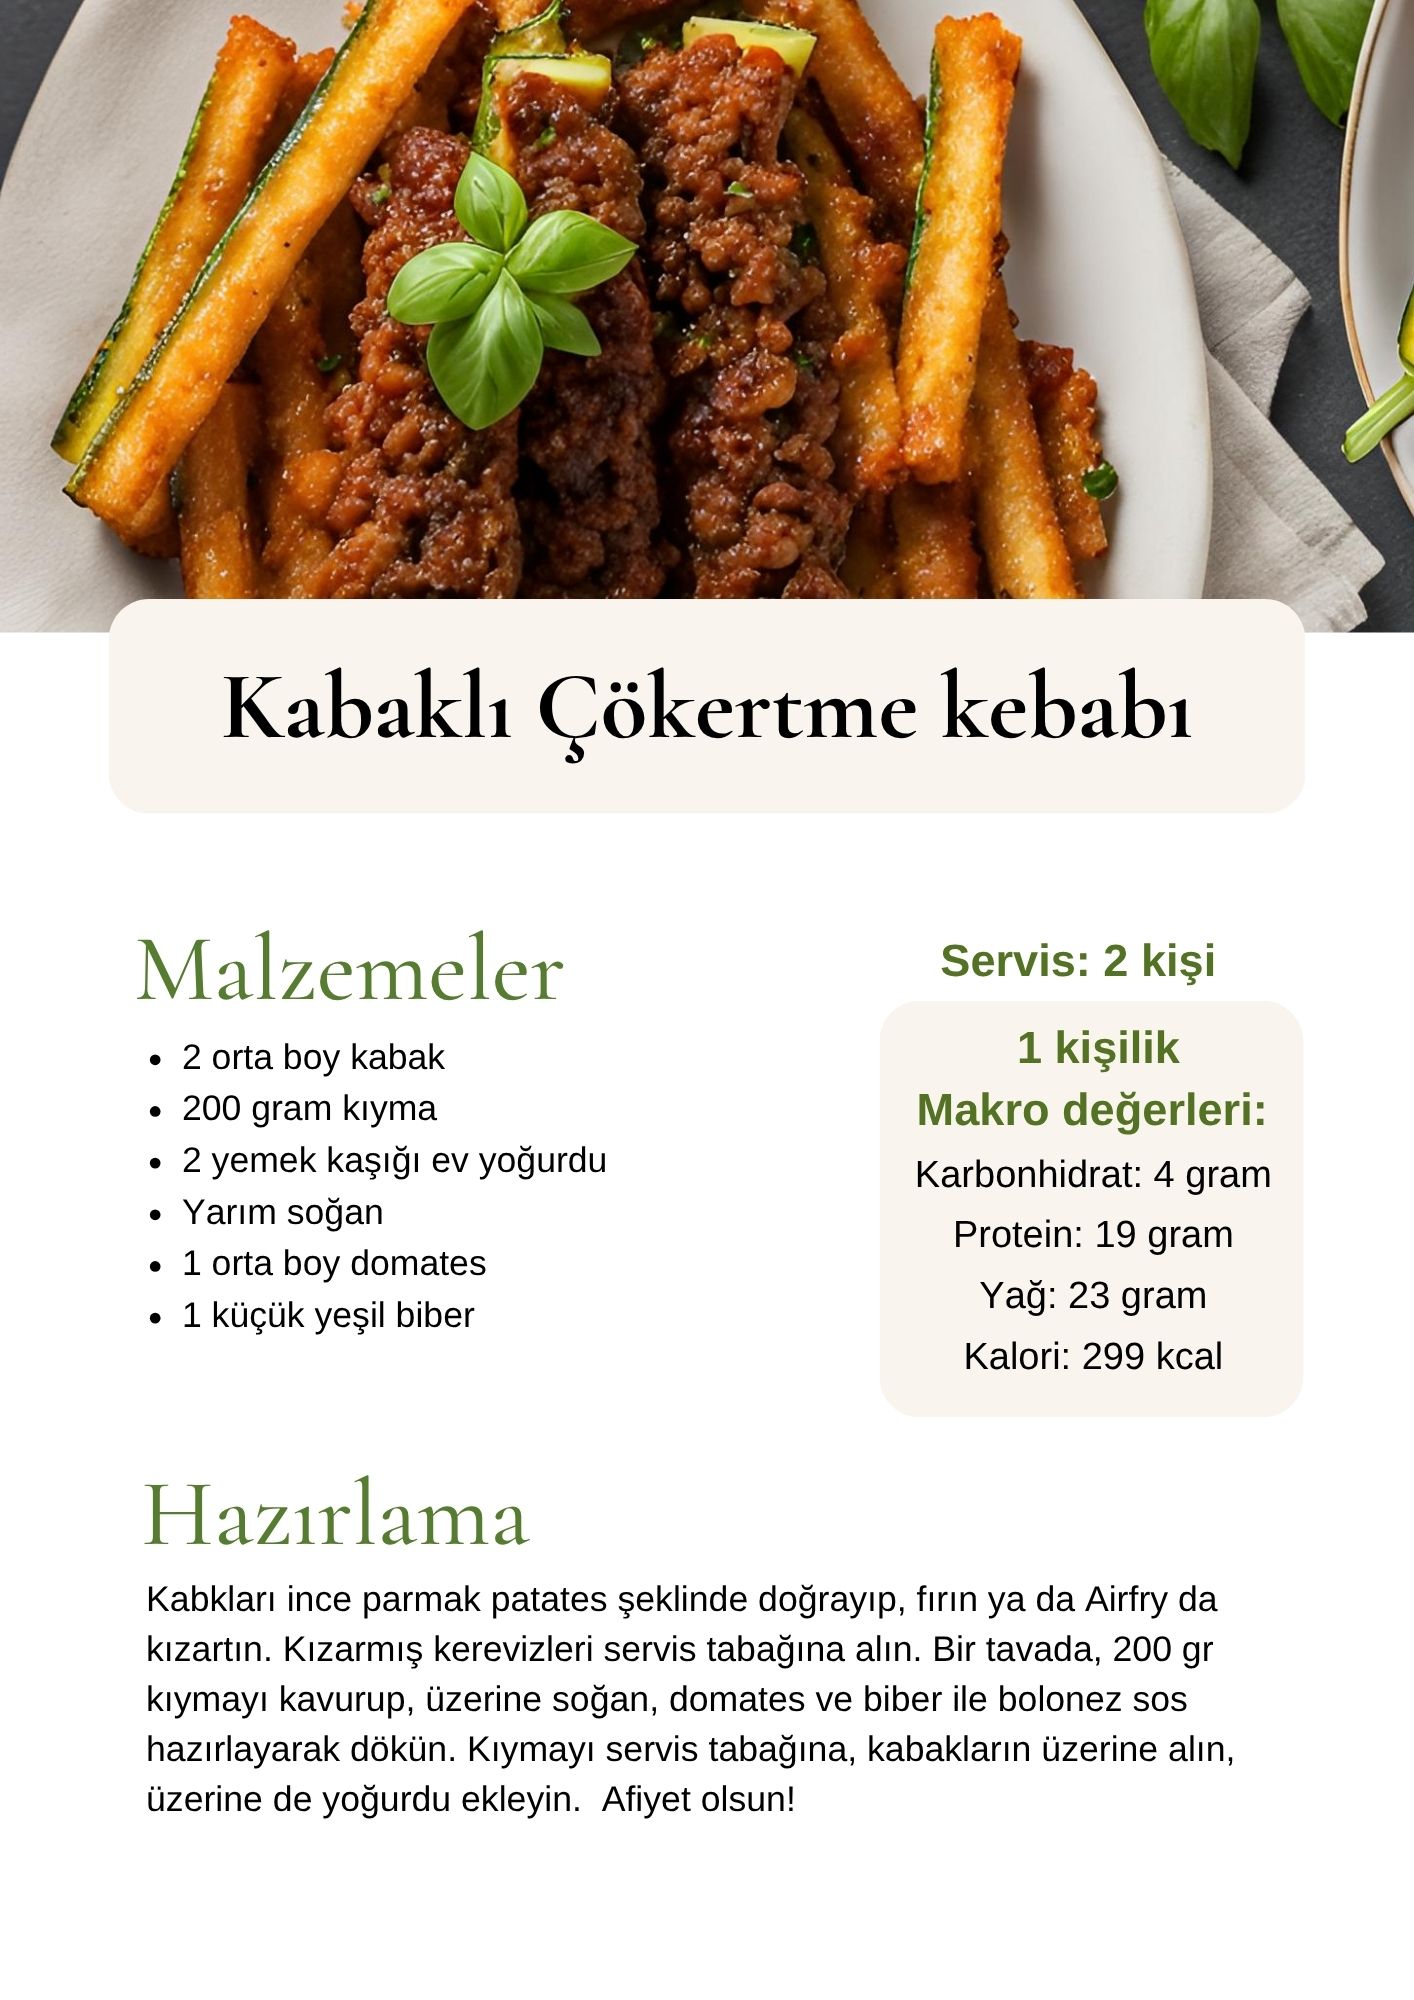 Kabaklı Çökertme kebabı
Malzemeler
• 2 orta boy kabak
• 200 gram kıyma
• 2 yemek kaşığı ev yoğurdu
• Yarım soğan
• 1 orta boy domates
• 1 küçük yeşil biber
Servis: 2 kişi
1 kişilik
Makro değerleri:
Karbonhidrat: 4 gram
Protein: 19 gram
Yağ: 23 gram
Kalori: 299 kcal
Hazırlama
Kabkları ince parmak patates şeklinde doğrayıp, fırın ya da Airfry da
kızartın. Kızarmış kerevizleri servis tabağına alın. Bir tavada, 200 gr
kıymayı kavurup, üzerine soğan, domates ve biber ile bolonez sos
hazırlayarak dökün. Kıymayı servis tabağına, kabakların üzerine alın,
üzerine de yoğurdu ekleyin.  Afiyet olsun!